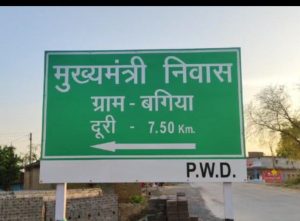 मुख्यमंत्री निवास
ग्राम - बगिया
दूरी - 7.50 Km.
P.W.D.